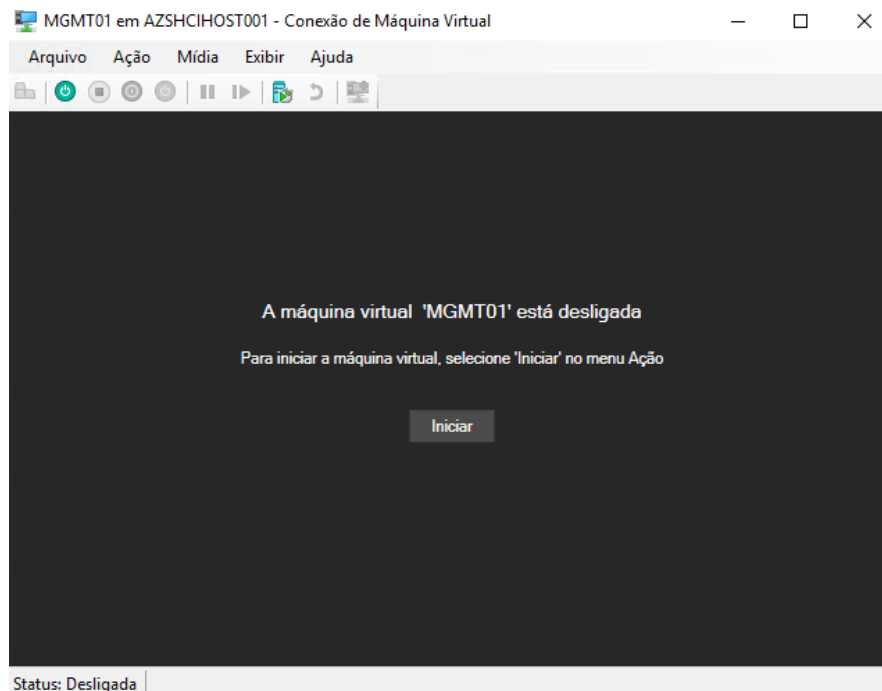 MGMT01 em AZSHCIHOST001 - Conexão de Máquina Virtual
Arquivo Ação Mídia Exibir Ajuda
A máquina virtual 'MGMT01' está desligada
Para iniciar a máquina virtual, selecione 'Iniciar' no menu Ação
Iniciar
Status: Desligada